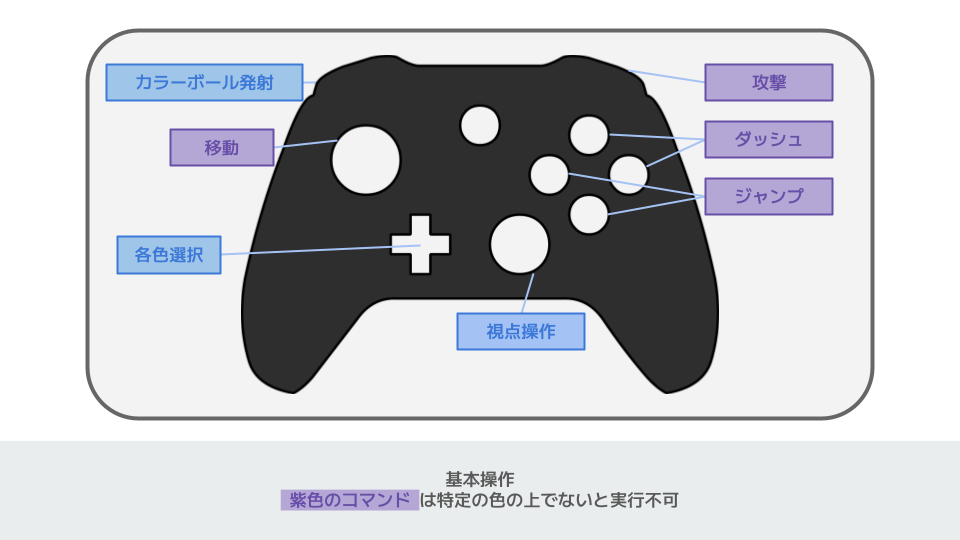 カラーボール発射
攻撃
移動
ダッシュ
ジャンプ
各色選択
視点操作
基本操作
紫色のコマンド は特定の色の上でないと実行不可